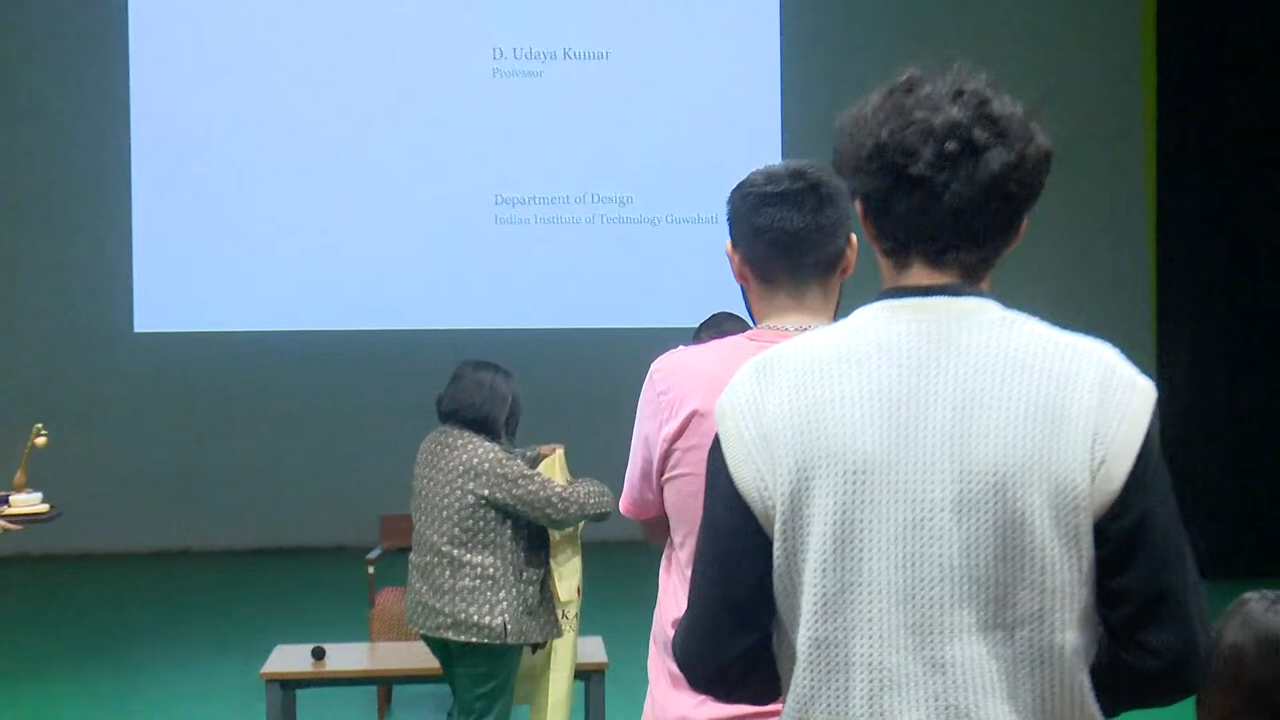 D. Udaya Kumar
Professor
Department of Design
Indian Institute of Technology Guwahati